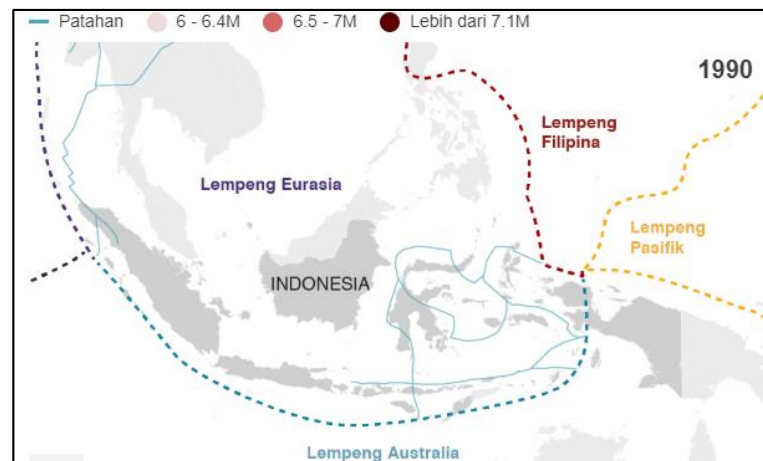 Patahan 6 - 6.4M 6.5 - 7M Lebih dari 7.1M
1990
Lempeng
Filipina
Lempeng Eurasia
Lempeng
Pasifik
INDONESIA
Lempeng Australia